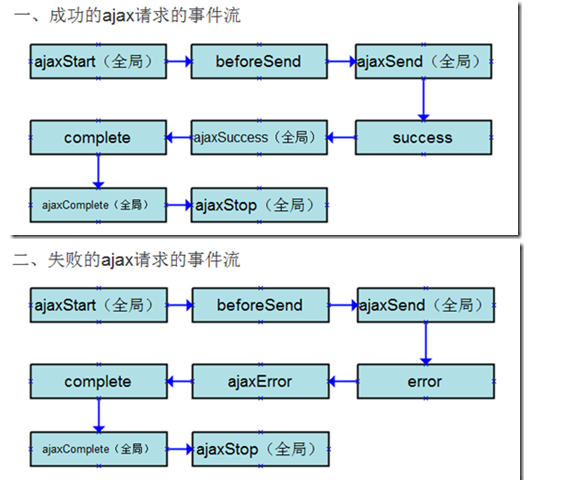 一、成功的ajax请求的事件流
ajaxStart（全局） beforeSend ajaxSend（全局）
complete ajaxSuccess（全局） success
ajaxComplete（全局） ajaxStop（全局）
二、失败的ajax请求的事件流
ajaxStart（全局） beforeSend ajaxSend（全局）
complete ajaxError error
ajaxComplete（全局） ajaxStop（全局）